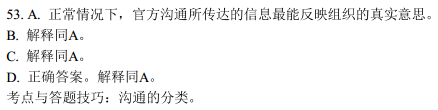 53. A. 正常情况下，官方沟通所传达的信息最能反映组织的真实意思。
B. 解释同A。
C. 解释同A。
D. 正确答案。解释同A。
考点与答题技巧：沟通的分类。